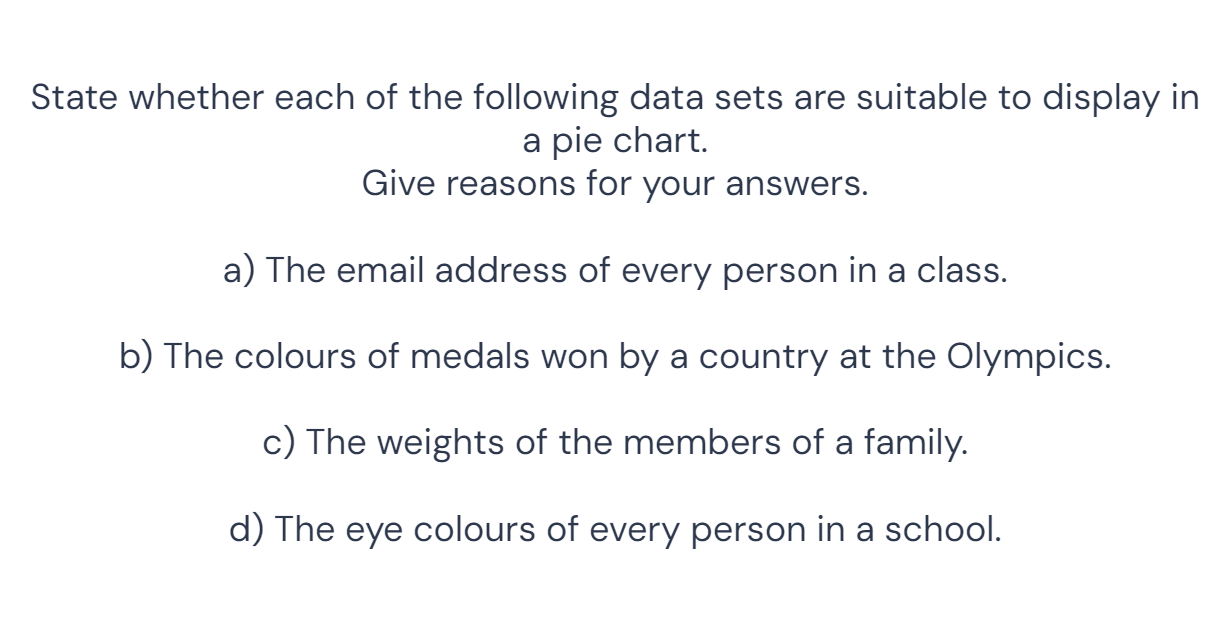 State whether each of the following data sets are suitable to display in
a pie chart.
Give reasons for your answers.
a) The email address of every person in a class.
b) The colours of medals won by a country at the Olympics.
c) The weights of the members of a family.
d) The eye colours of every person in a school.